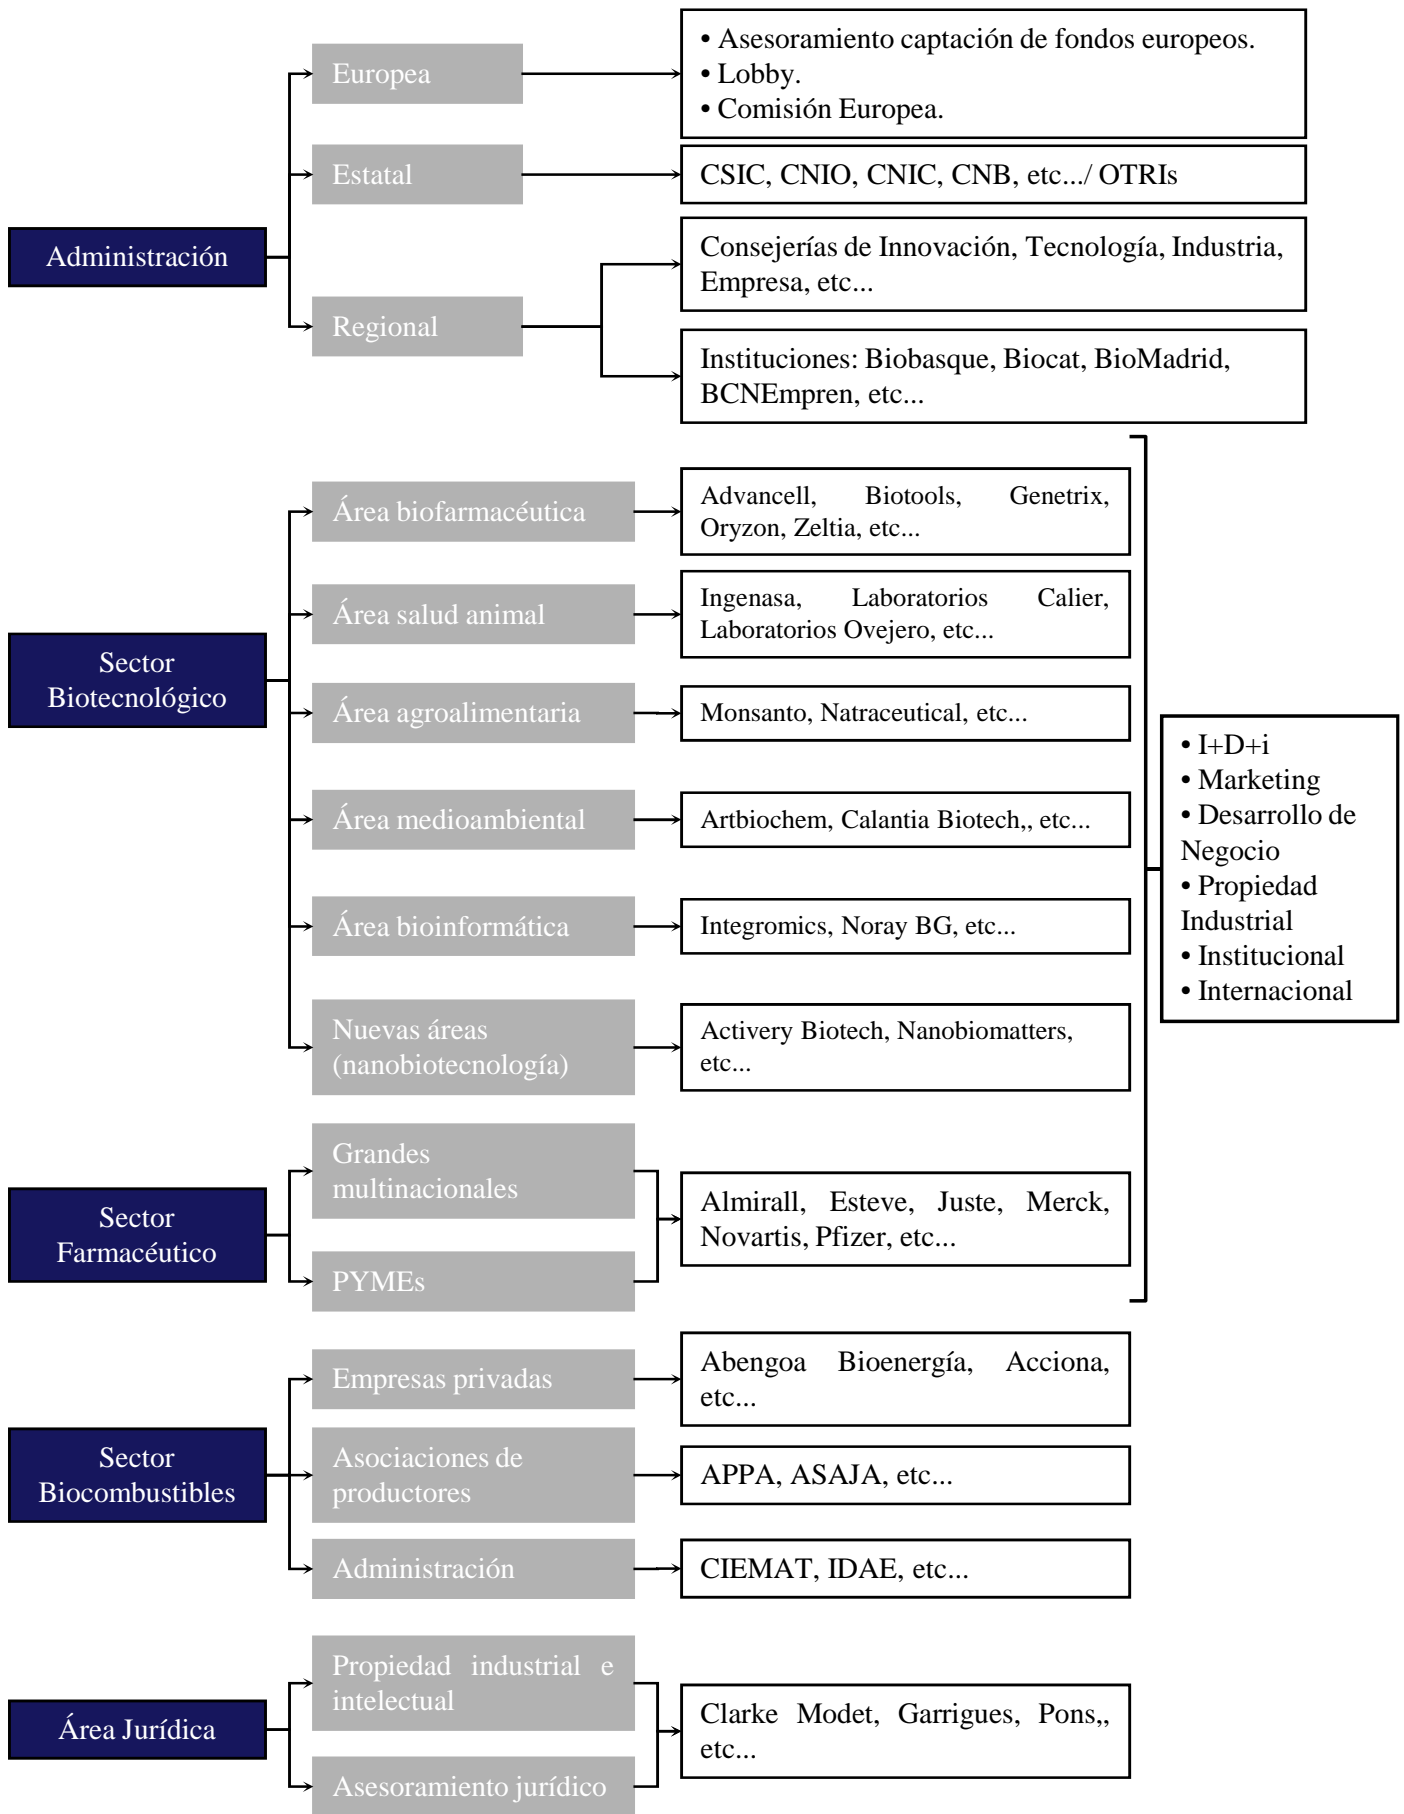 Administración
Europea
• Asesoramiento captación de fondos europeos.
• Lobby.
• Comisión Europea.
Estatal
CSIC, CNIO, CNIC, CNB, etc.../ OTRIs
Regional
Consejerías de Innovación, Tecnología, Industria,
Empresa, etc...
Instituciones: Biobasque, Biocat, BioMadrid,
BCNEmpren, etc...
Sector
Biotecnológico
Área biofarmacéutica
Advancell, Biotools, Genetrix,
Oryzon, Zeltia, etc...
Área salud animal
Ingenasa, Laboratorios Calier,
Laboratorios Ovejero, etc...
Área agroalimentaria
Monsanto, Natraceutical, etc...
Área medioambiental
Artbiochem, Calantia Biotech,, etc...
Área bioinformática
Integromics, Noray BG, etc...
Nuevas áreas
(nanobiotecnología)
Activery Biotech, Nanobiomatters,
etc...
Sector
Farmacéutico
Grandes
multinacionales
PYMEs
Almirall, Esteve, Juste, Merck,
Novartis, Pfizer, etc...
• I+D+i
• Marketing
• Desarrollo de
Negocio
• Propiedad
Industrial
• Institucional
• Internacional
Sector
Biocombustibles
Empresas privadas
Abengoa Bioenergía, Acciona,
etc...
Asociaciones de
productores
APPA, ASAJA, etc...
Administración
CIEMAT, IDAE, etc...
Área Jurídica
Propiedad industrial e
intelectual
Asesoramiento jurídico
Clarke Modet, Garrigues, Pons,,
etc...